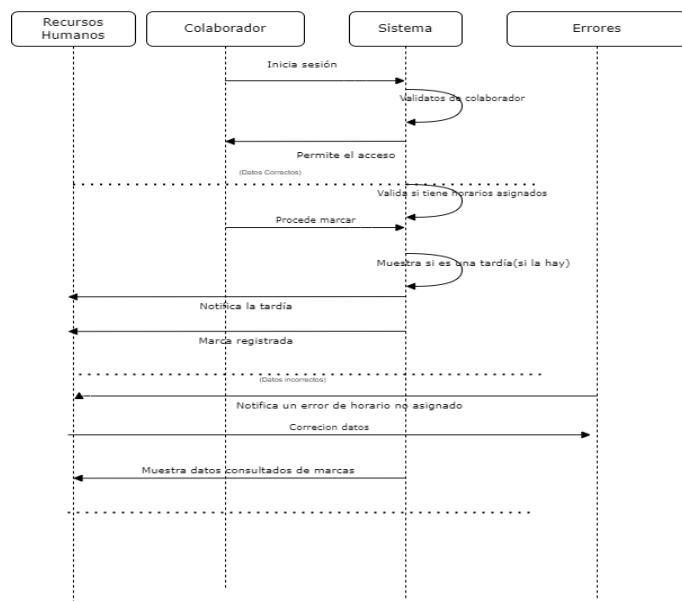 Recursos
Humanos
Colaborador
Sistema
Errores
Inicia sesión
Validatos de colaborador
Permite el acceso
(Datos Correctos)
Valida si tiene horarios asignados
Procede marcar
Muestra si es una tardía(si la hay)
Notifica la tardía
Marca registrada
(Datos incorrectos)
Notifica un error de horario no asignado
Correcion datos
Muestra datos consultados de marcas